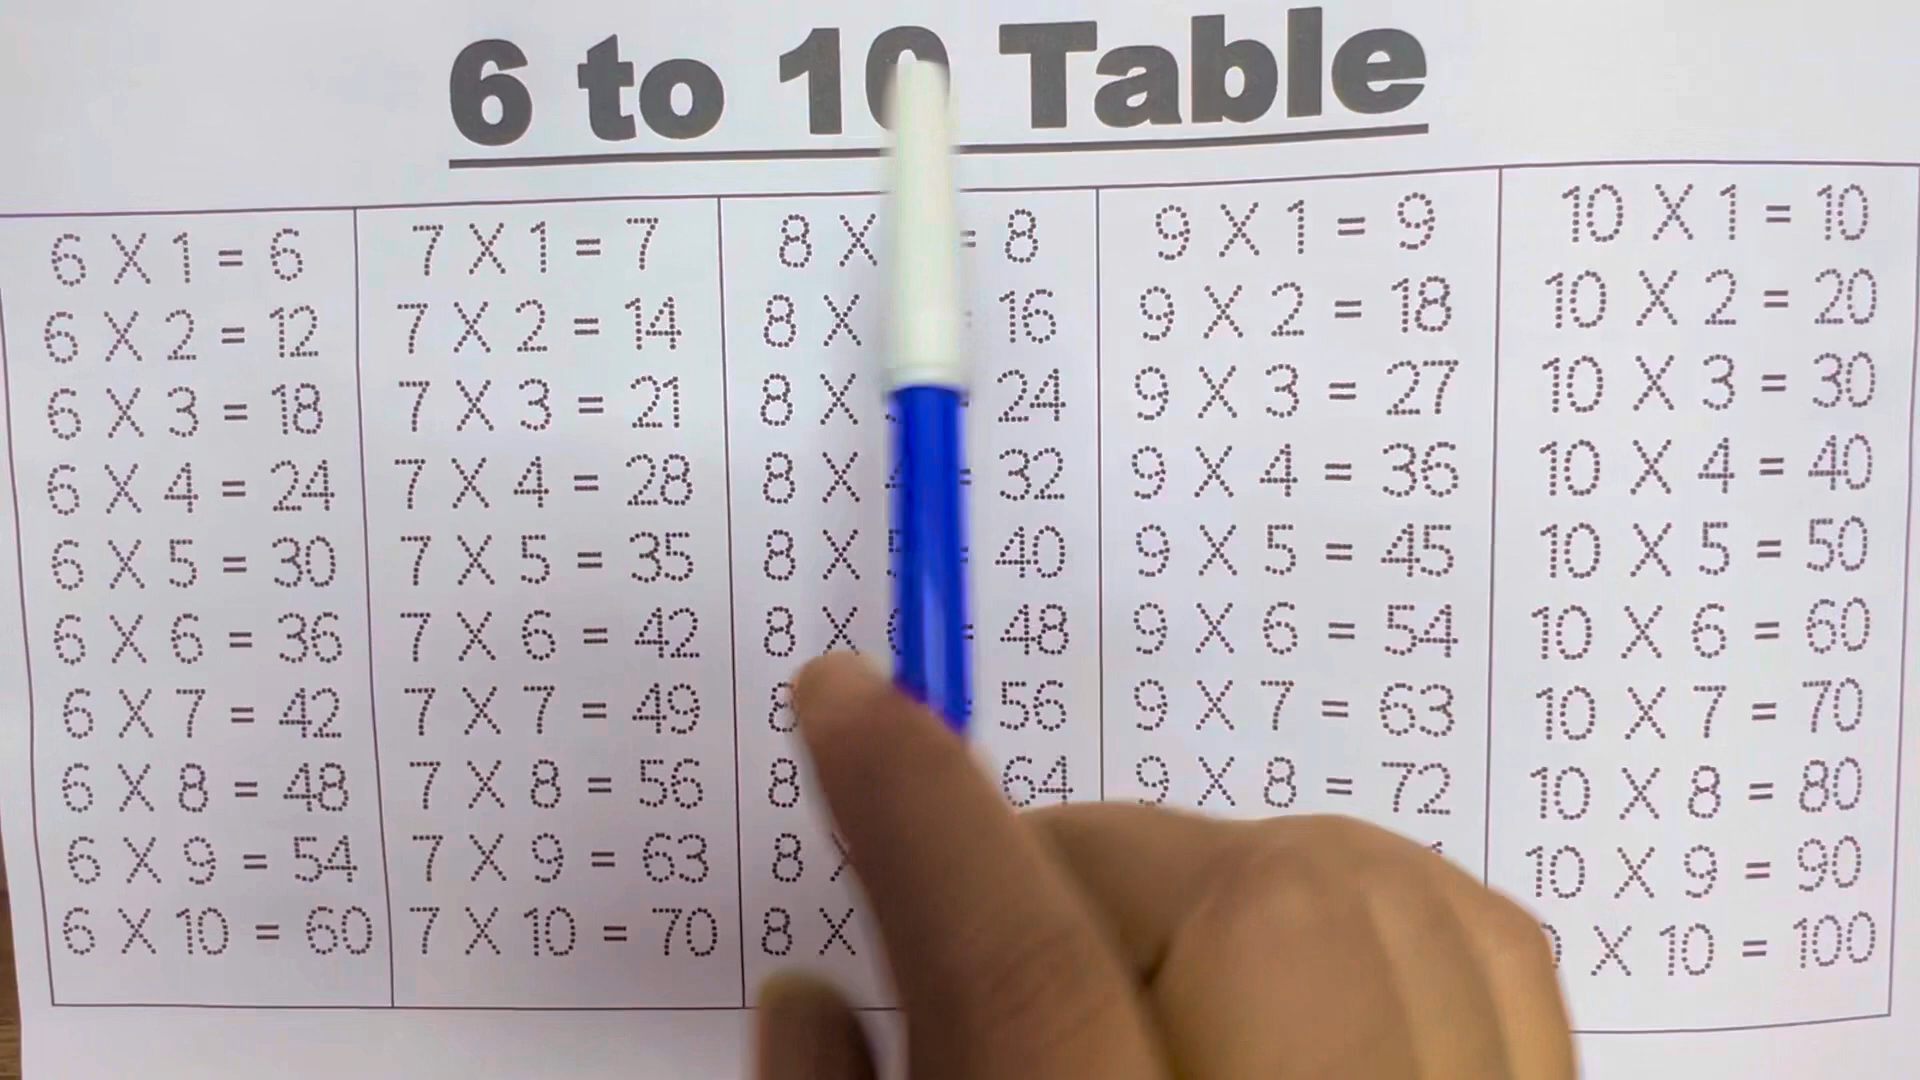 6 to 10 Table
6 X 1 = 6
6 X 2 = 12
6 X 3 = 18
6 X 4 = 24
6 X 5 = 30
6 X 6 = 36
6 X 7 = 42
6 X 8 = 48
6 X 9 = 54
6 X 10 = 60
7 X 1 = 7
7 X 2 = 14
7 X 3 = 21
7 X 4 = 28
7 X 5 = 35
7 X 6 = 42
7 X 7 = 49
7 X 8 = 56
7 X 9 = 63
7 X 10 = 70
8 X = 8
8 X = 16
8 X = 24
8 X 4 = 32
8 X 5 = 40
8 X = 48
8 56
8 64
8 X
8 X
9 X 1 = 9
9 X 2 = 18
9 X 3 = 27
9 X 4 = 36
9 X 5 = 45
9 X 6 = 54
9 X 7 = 63
9 X 8 = 72
10 X 1 = 10
10 X 2 = 20
10 X 3 = 30
10 X 4 = 40
10 X 5 = 50
10 X 6 = 60
10 X 7 = 70
10 X 8 = 80
10 X 9 = 90
X 10 = 100